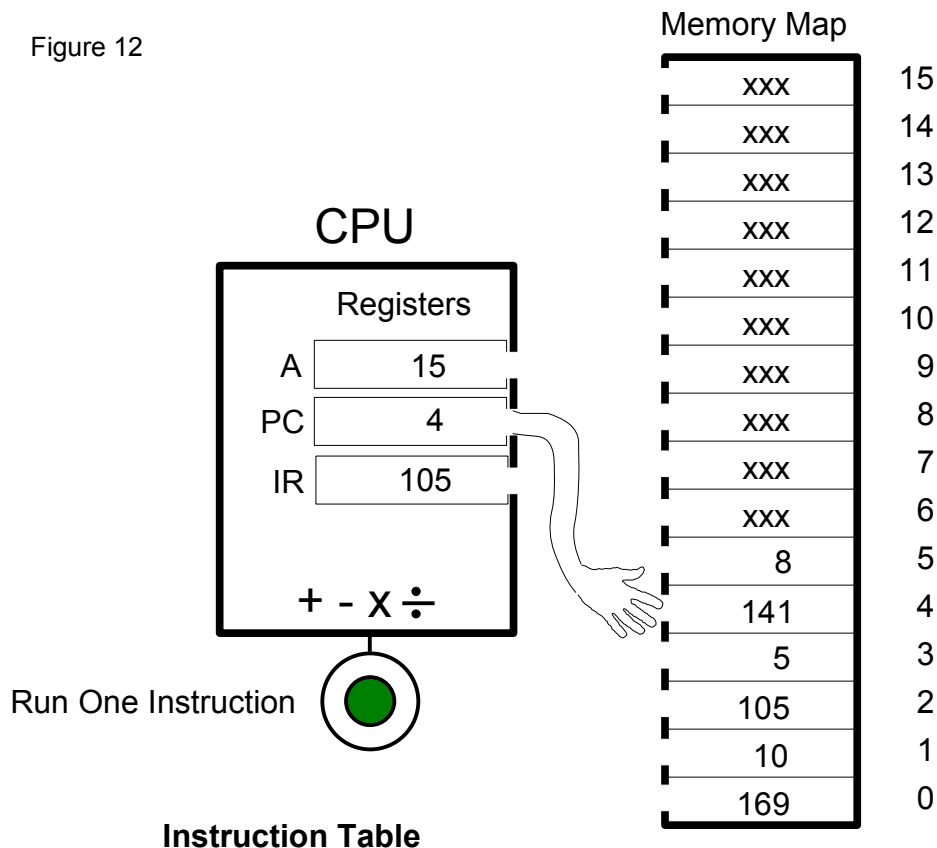 Figure 12
Memory Map
xxx 15
xxx 14
xxx 13
xxx 12
xxx 11
xxx 10
xxx 9
xxx 8
xxx 7
xxx 6
8 5
141 4
5 3
105 2
10 1
169 0
CPU
Registers
A 15
PC 4
IR 105
+ - x ÷
Run One Instruction
Instruction Table